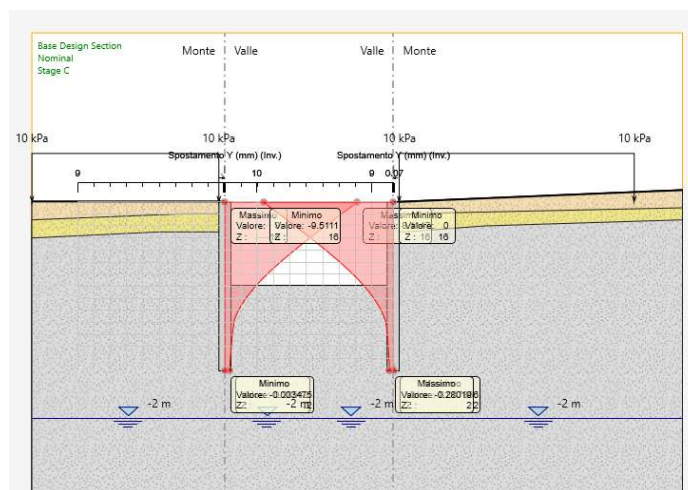 Base Design Section
Nominal
Stage C
Monte
Valle
Valle
Monte
10 kPa
10 kPa
10 kPa
10 kPa
Spostamento Y (mm) (Inv.)
Spostamento Y (mm) (Inv.)
9
10
9
0.07
Minimo
Valore: -9.5111
Z : 16
Minimo
Valore: 0
16
Minimo
Valore:
Z :
Massimo
Valore:
Z :
-2 m
-2 m
-2 m
-2 m